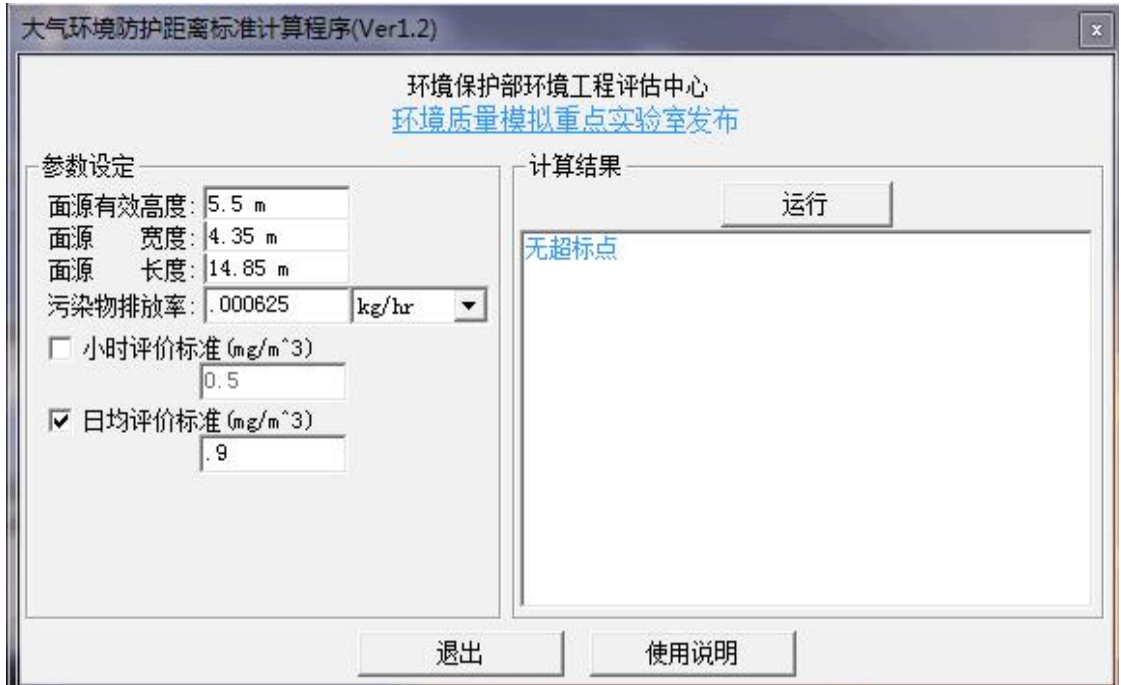 大气环境防护距离标准计算程序(Ver1.2)
x
环境保护部环境工程评估中心
环境质量模拟重点实验室发布
参数设定
面源有效高度: 5.5 m
面源 宽度: 4.35 m
面源 长度: 14.85 m
污染物排放率: .000625 kg/hr
小时评价标准(mg/m^3)
0.5
日均评价标准(mg/m^3)
.9
计算结果
运行
无超标点
退出
使用说明